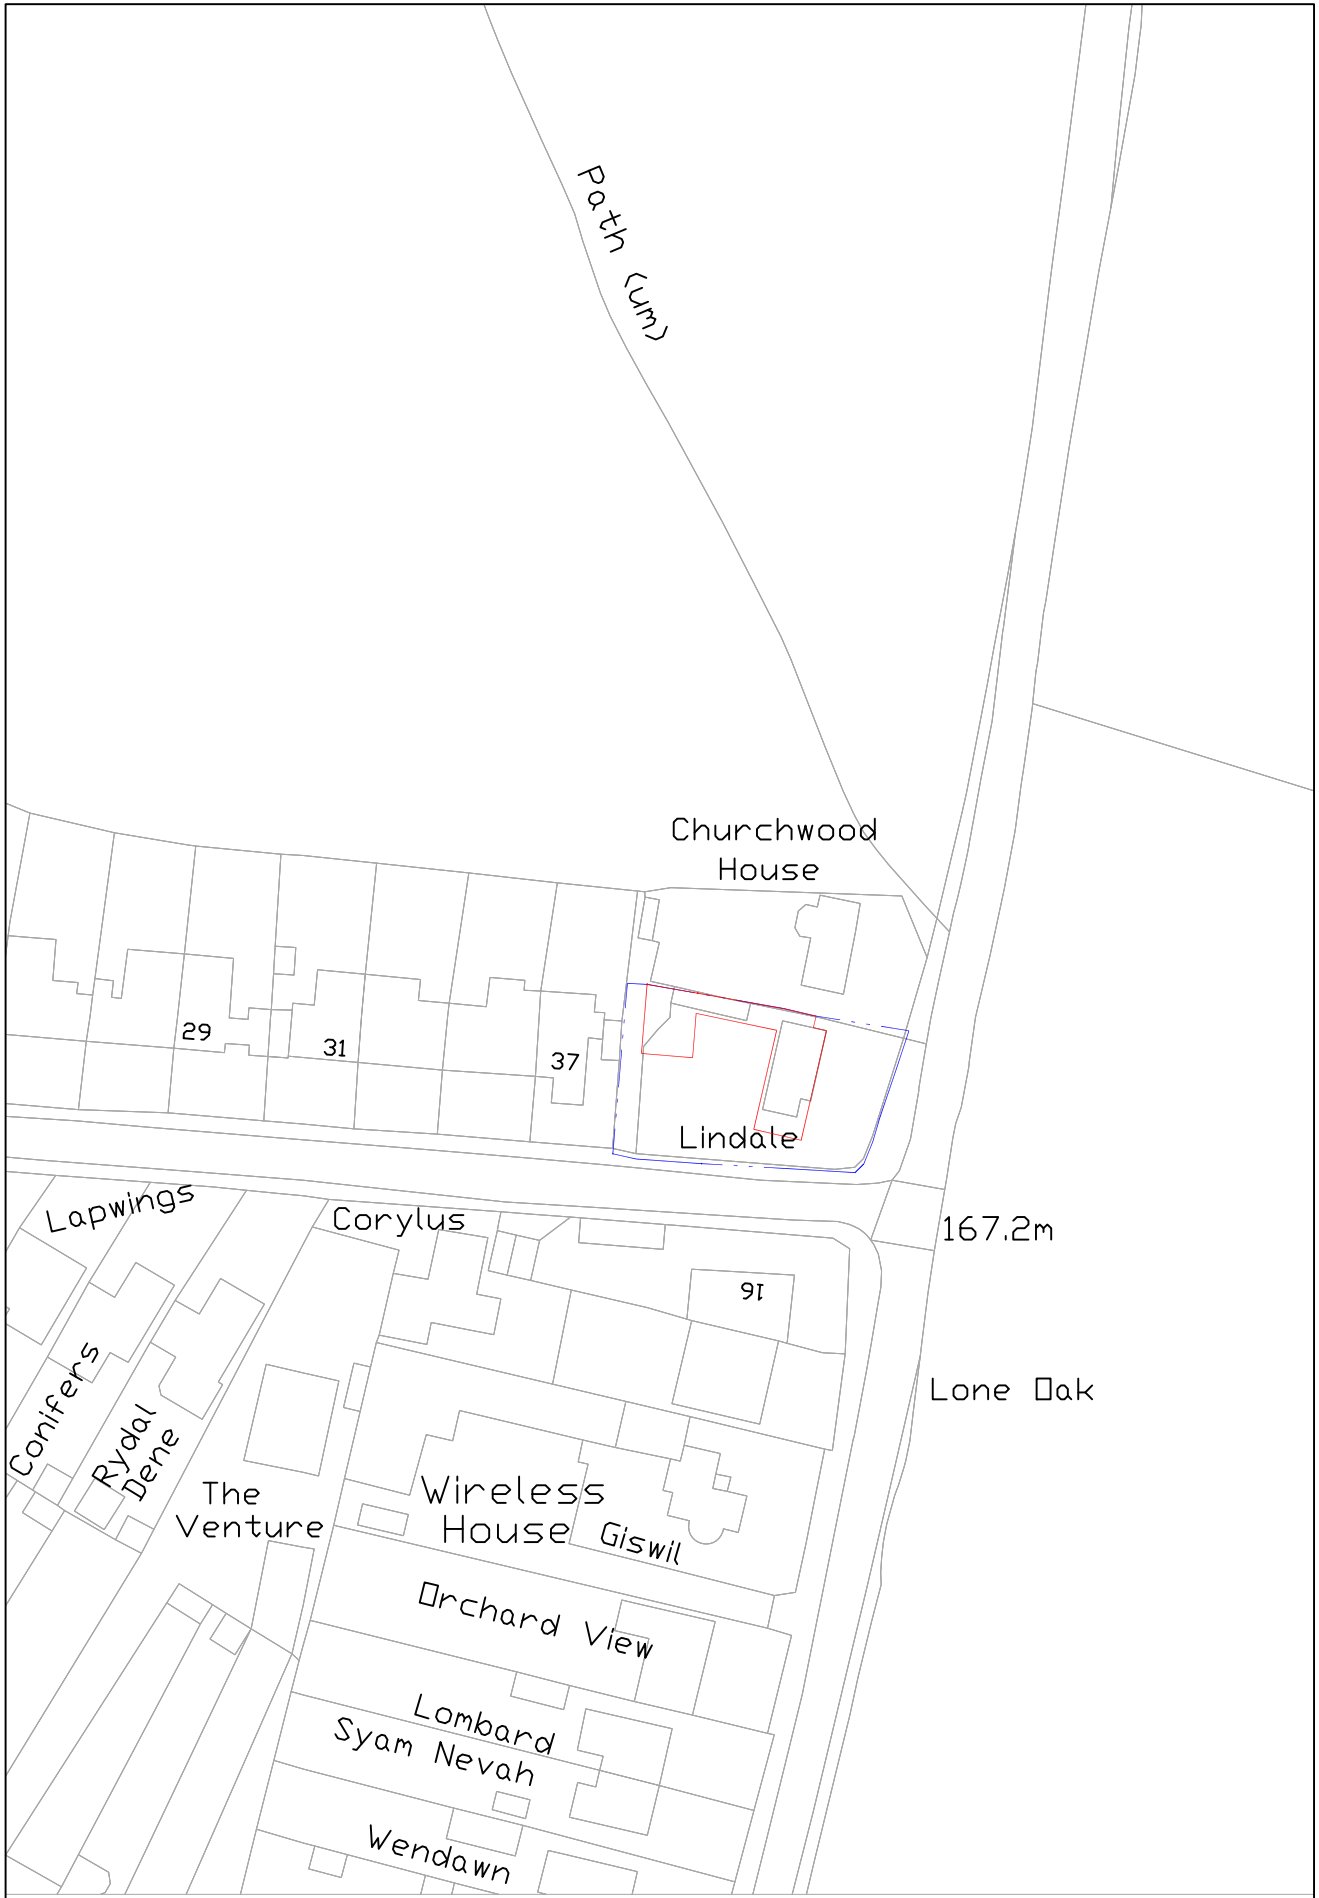 Path (um)
Churchwood
House
29
31
37
Lindale
Lapwings
Corylus
167.2m
16
Lone Oak
Conifers
Rydal
Dene
The
Venture
Wireless
House
Giswil
Orchard View
Lombard
Syam Nevah
Wendawn